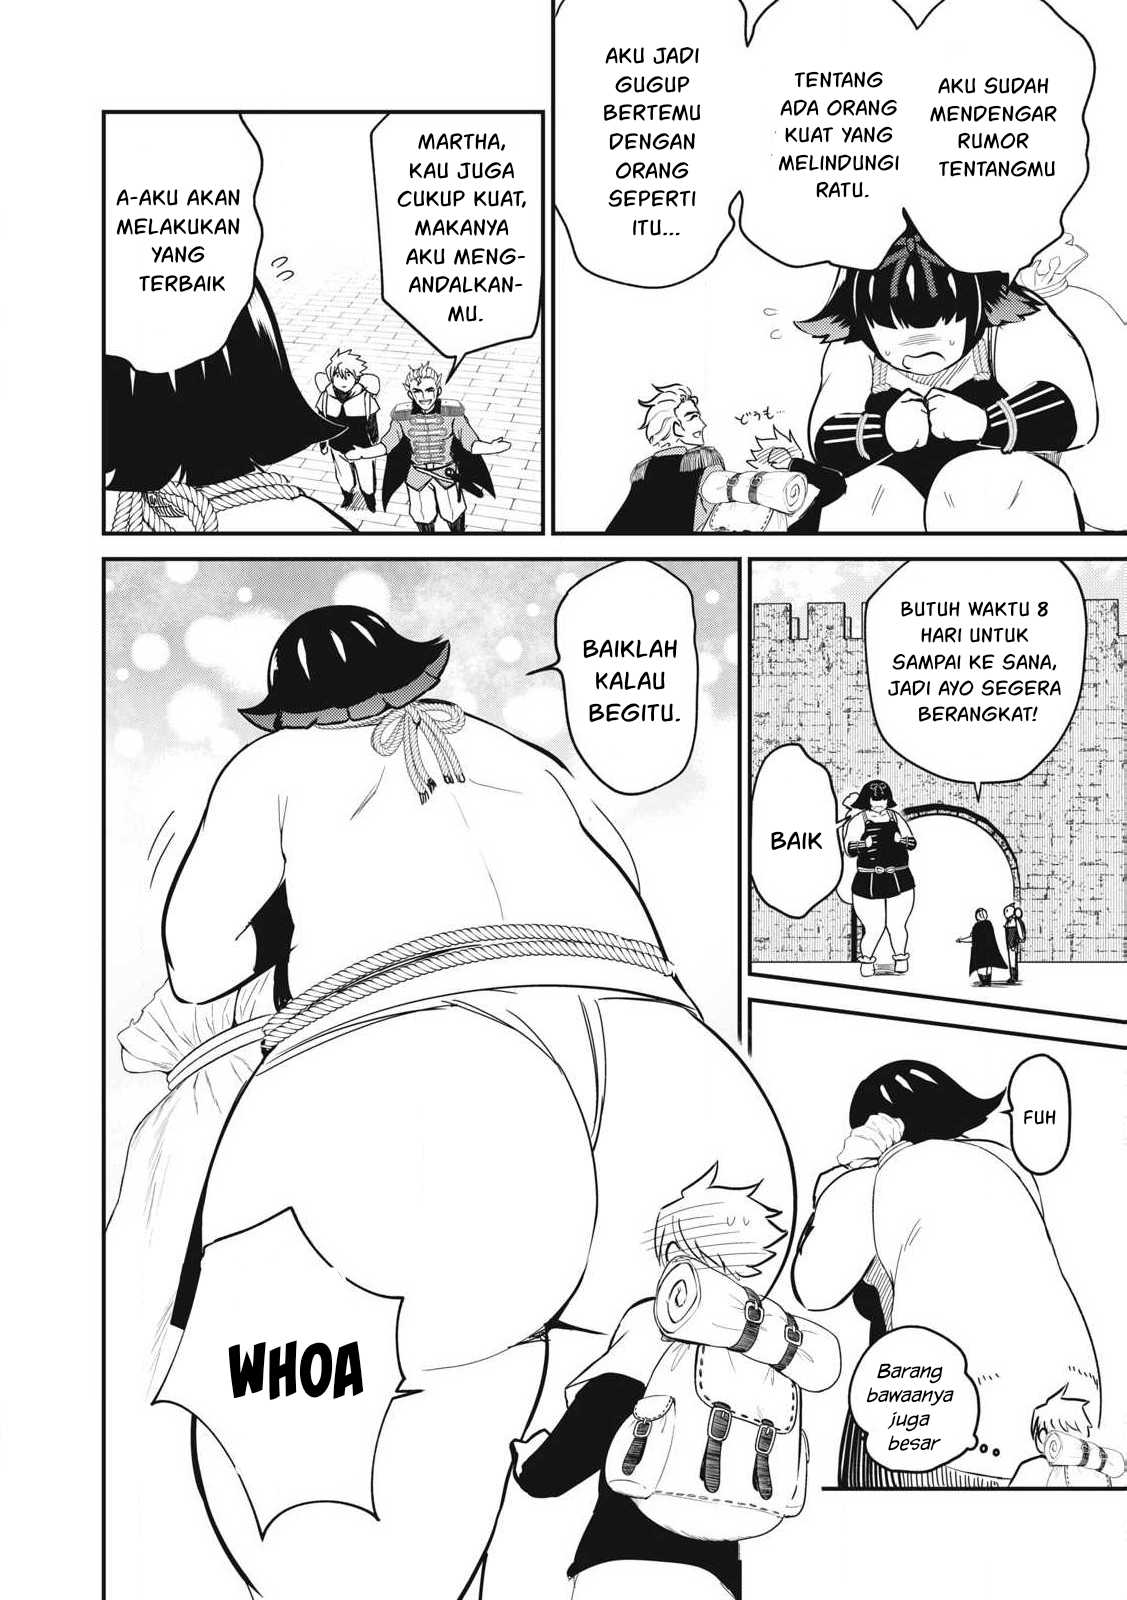 AKU SUDAH
MENDENGAR
RUMOR
TENTANGMU
TENTANG
ADA ORANG
KUAT YANG
MELINDUNGI
RATU.
AKU JADI
GUGUP
BERTEMU
DENGAN
ORANG
SEPERTI
ITU...
どうも…
MARTHA,
KAU JUGA
CUKUP KUAT,
MAKANYA
AKU MENG-
ANDALKAN-
MU.
A-AKU AKAN
MELAKUKAN
YANG
TERBAIK
BUTUH WAKTU 8
HARI UNTUK
SAMPAI KE SANA,
JADI AYO SEGERA
BERANGKAT!
BAIK
FUH
Barang
bawaanya
juga
besar
BAIKLAH
KALAU
BEGITU.
WHOA